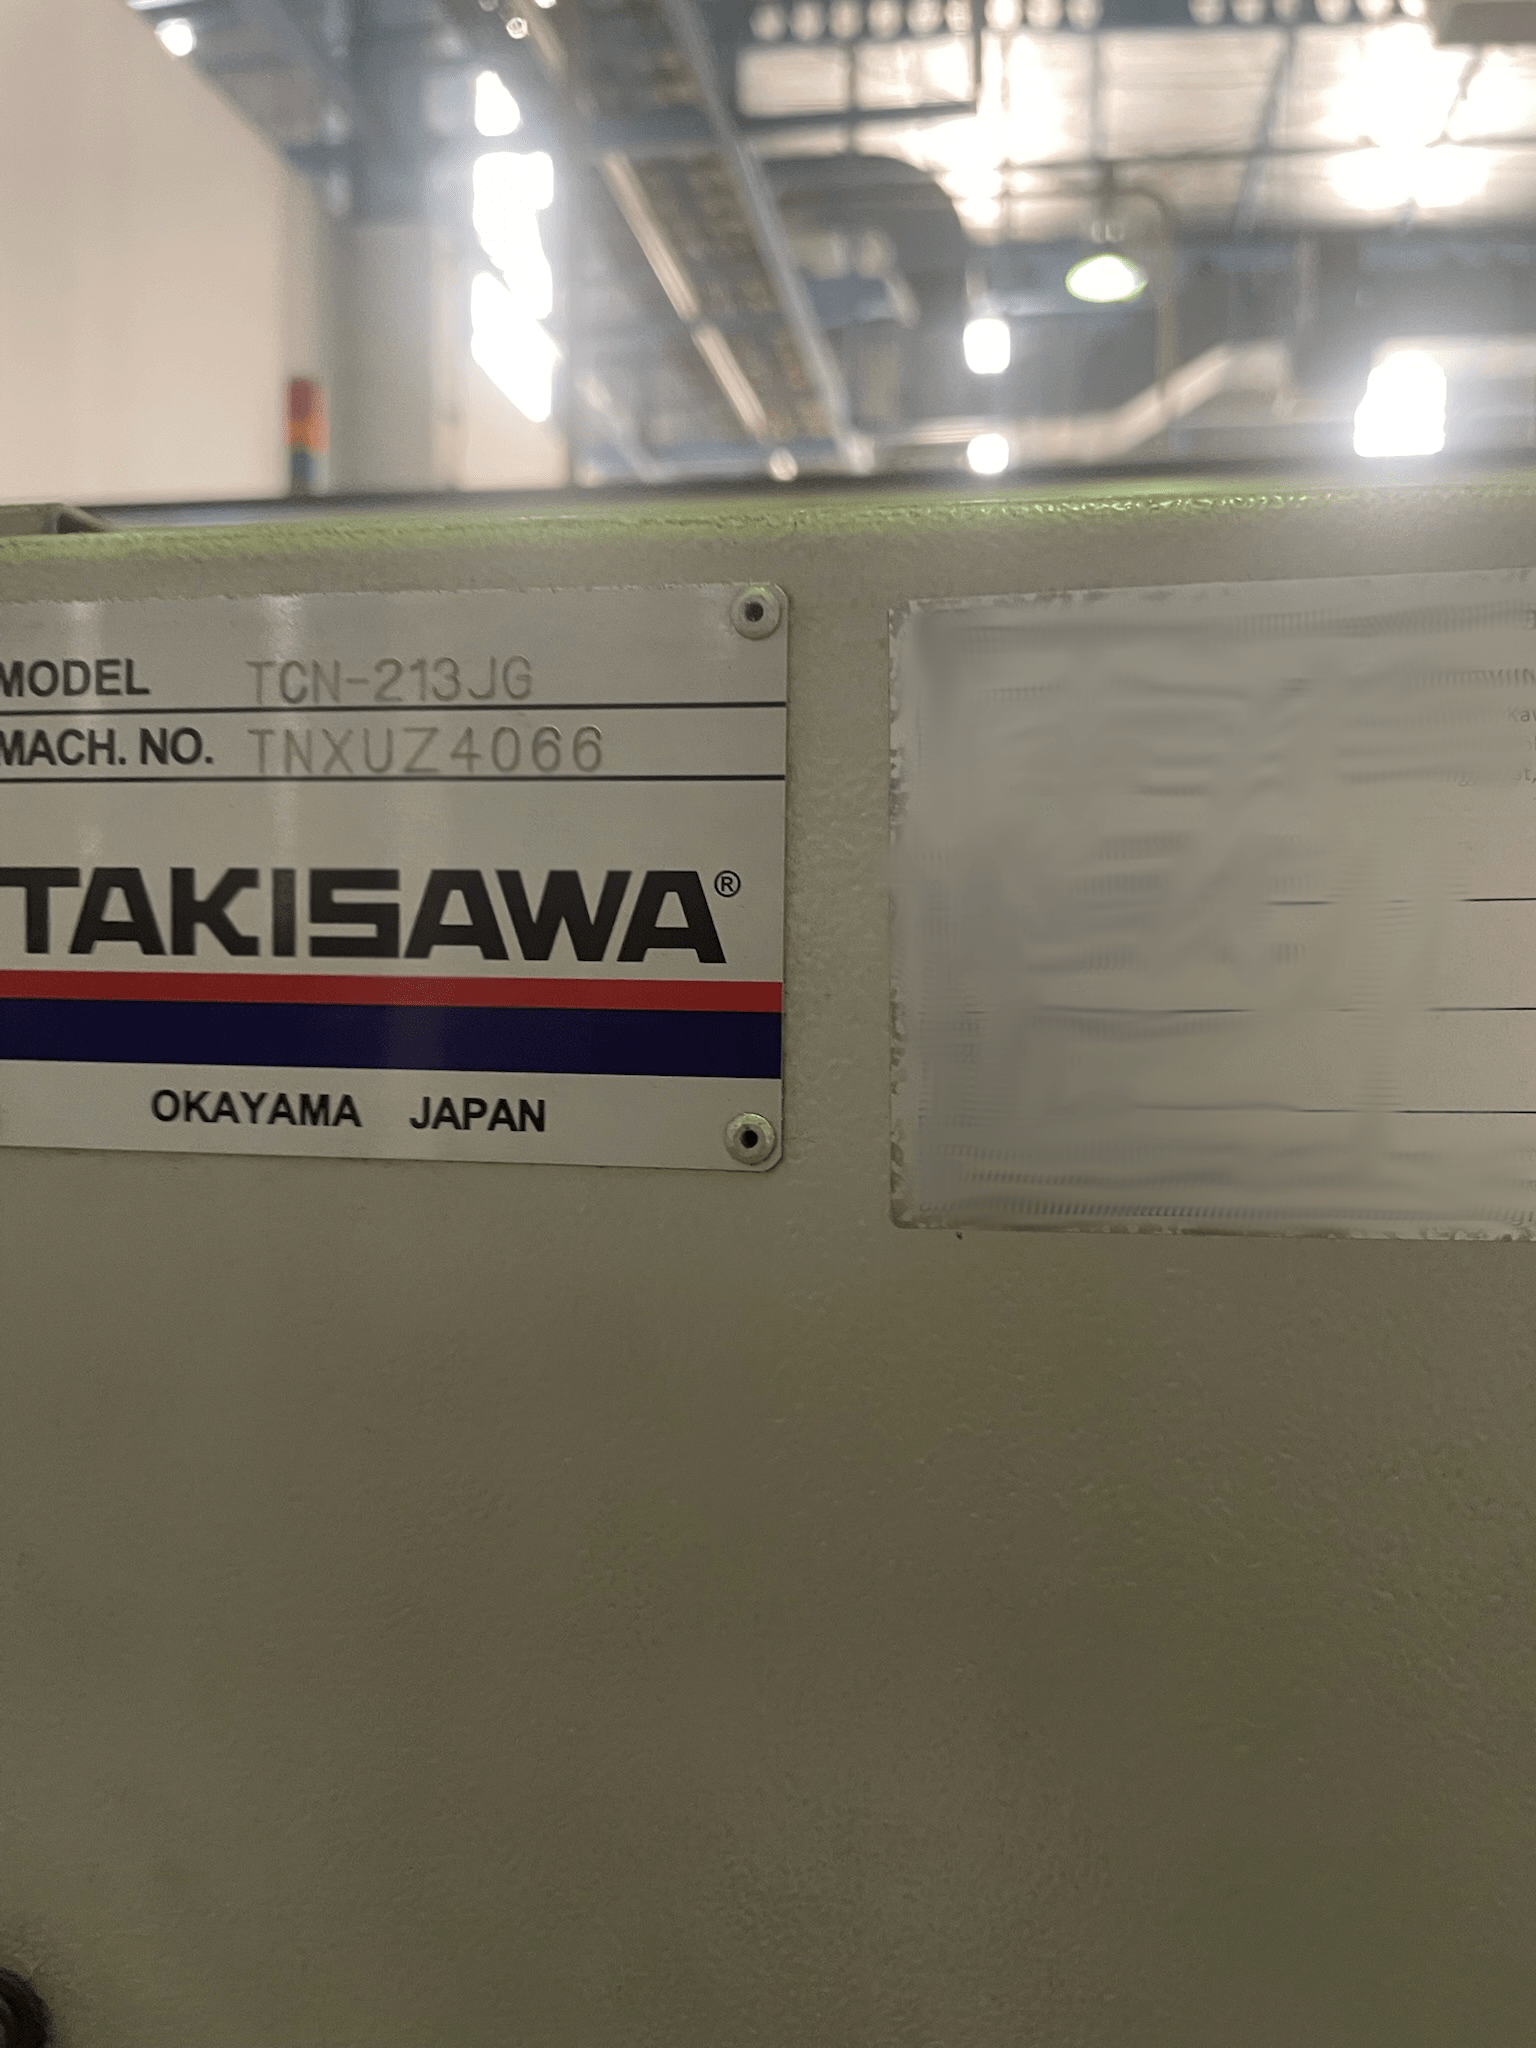 MODEL TCN-213JG
MACH. NO. TNXUZ4066
TAKISAWA®
OKAYAMA JAPAN